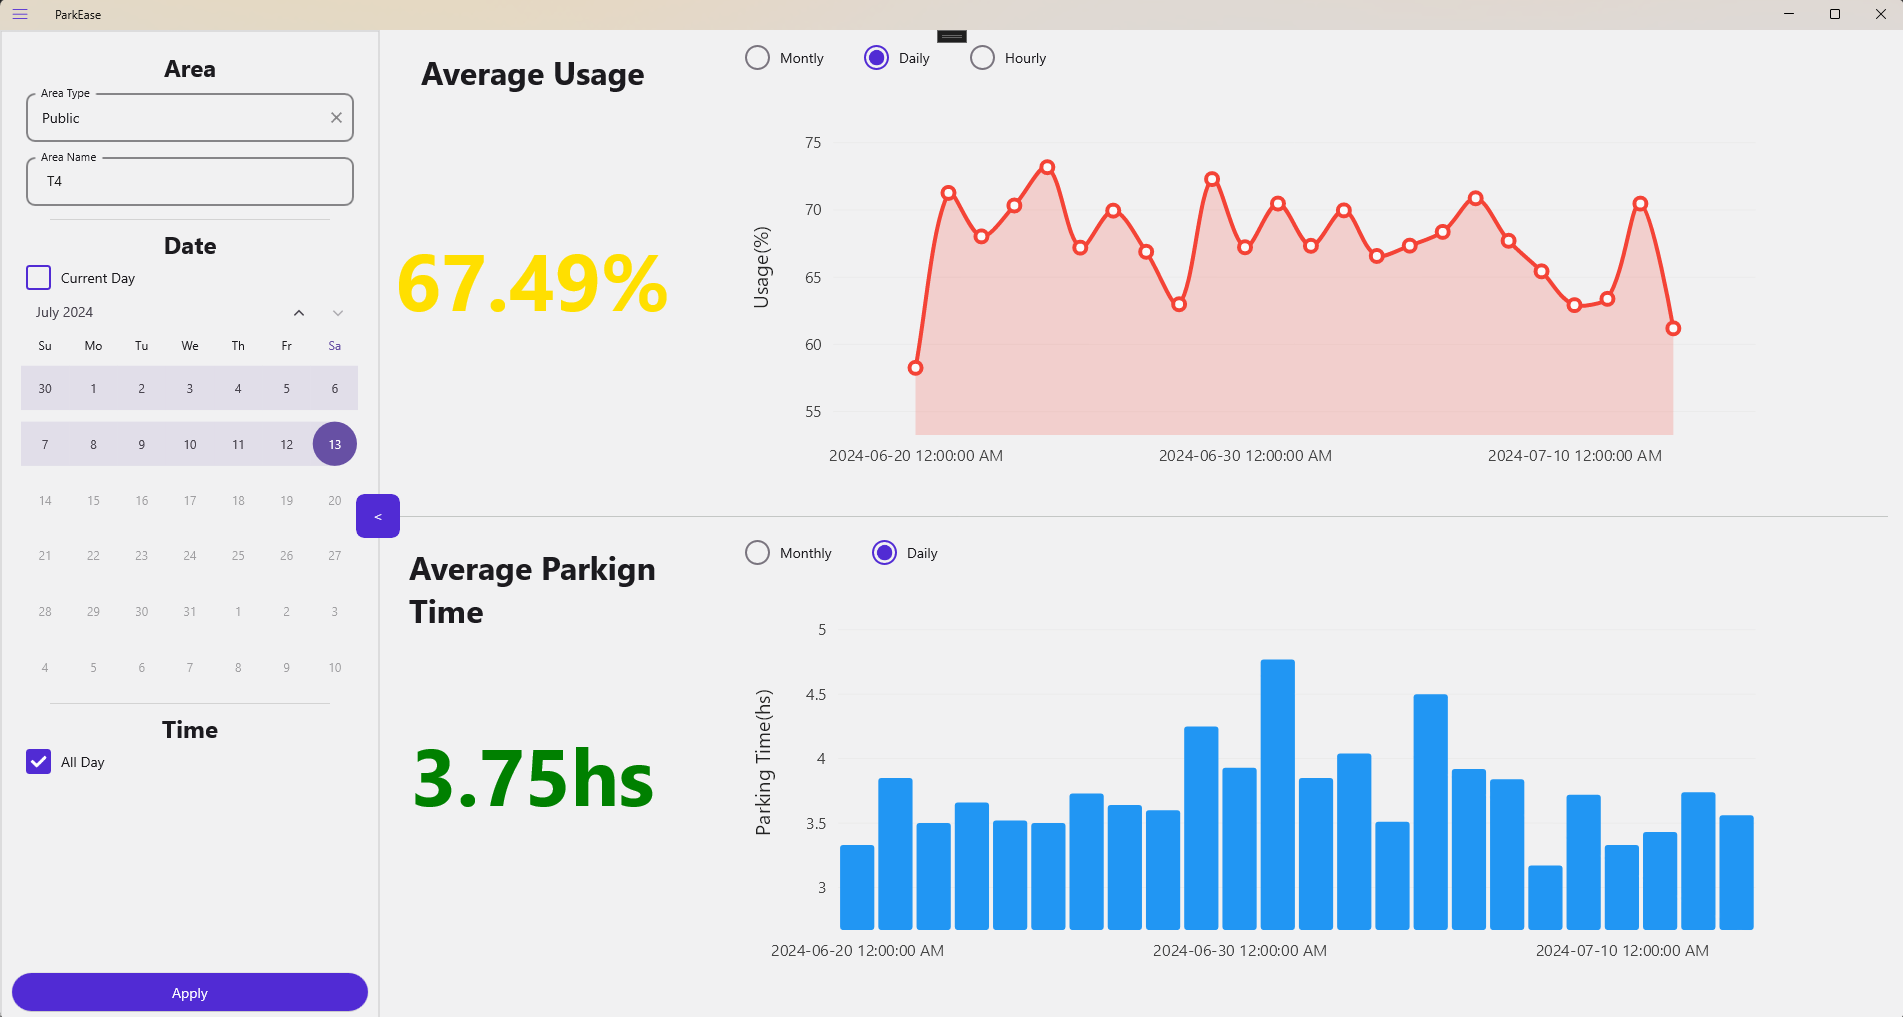 ParkEase
Area
Area Type
Public
Area Name
T4
Date
Current Day
July 2024
Su Mo Tu We Th Fr Sa
30 1 2 3 4 5 6
7 8 9 10 11 12 13
14 15 16 17 18 19 20
21 22 23 24 25 26 27
28 29 30 31 1 2 3
4 5 6 7 8 9 10
Time
All Day
Apply
<
Average Usage
67.49%
Montly Daily Hourly
Usage(%)
75
70
65
60
55
2024-06-20 12:00:00 AM 2024-06-30 12:00:00 AM 2024-07-10 12:00:00 AM
Average Parkign
Time
3.75hs
Monthly Daily
Parking Time(hs)
5
4.5
4
3.5
3
2024-06-20 12:00:00 AM 2024-06-30 12:00:00 AM 2024-07-10 12:00:00 AM